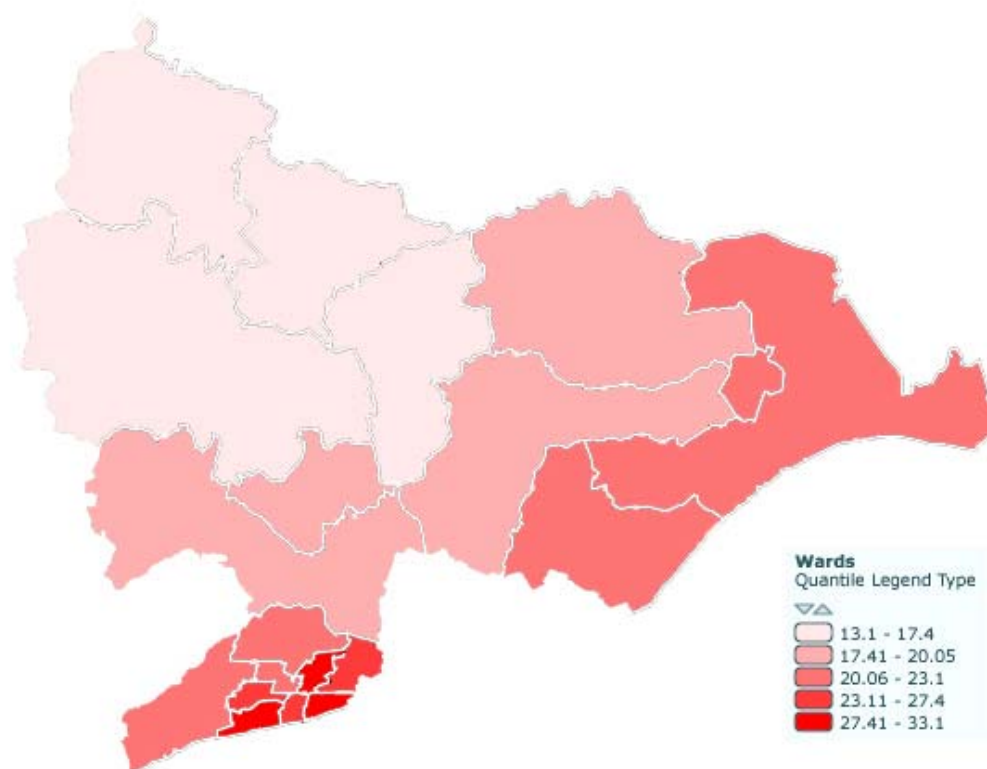 Wards
Quantile Legend Type
13.1 - 17.4
17.41 - 20.05
20.06 - 23.1
23.11 - 27.4
27.41 - 33.1